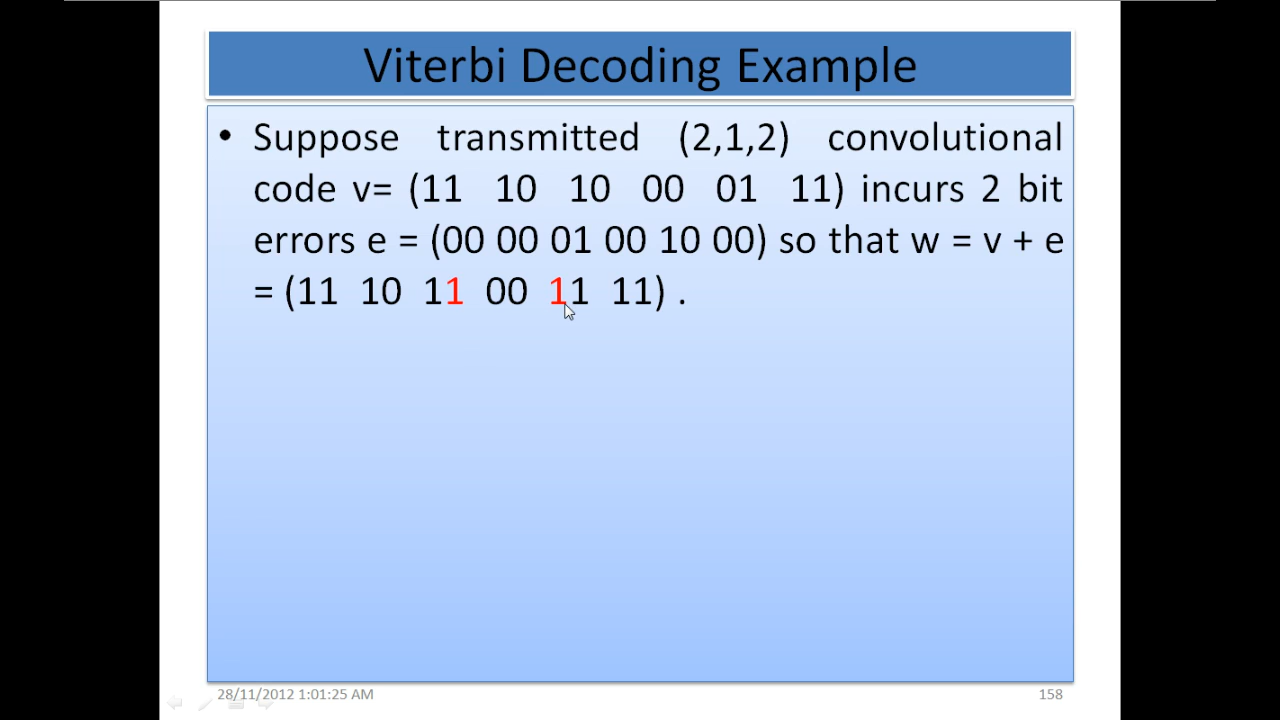 Viterbi Decoding Example
• Suppose transmitted (2,1,2) convolutional
code v= (11 10 10 00 01 11) incurs 2 bit
errors e = (00 00 01 00 10 00) so that w = v + e
= (11 10 11 00 11 11) .
28/11/2012 1:01:25 AM
158